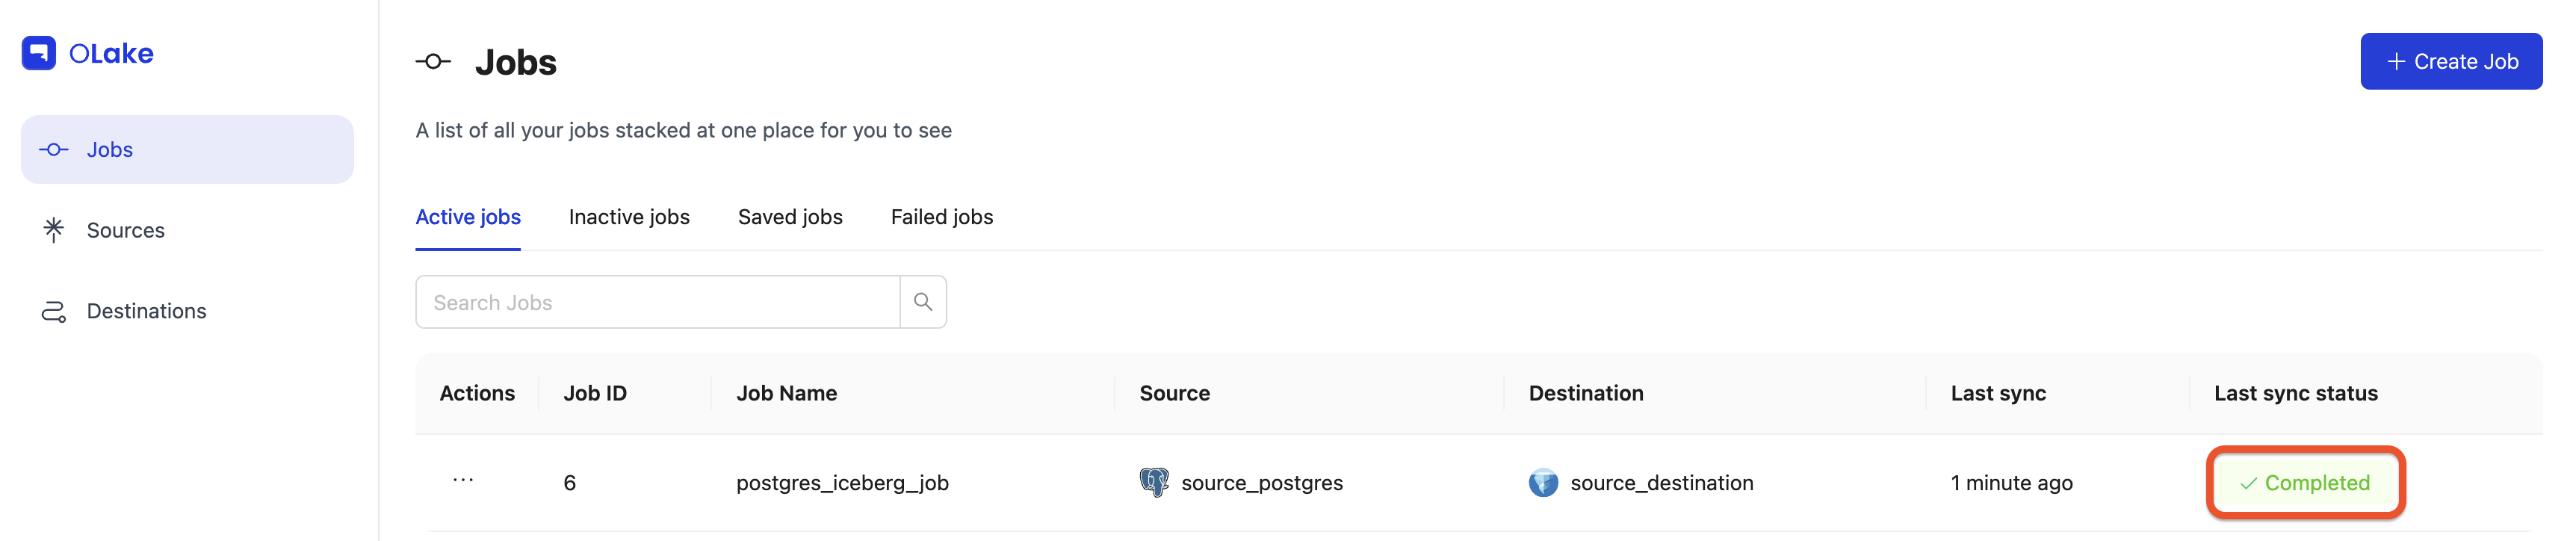 OLake
Jobs
Sources
Destinations
Jobs
Create Job
A list of all your jobs stacked at one place for you to see
Active jobs Inactive jobs Saved jobs Failed jobs
Search Jobs
Actions Job ID Job Name Source Destination Last sync Last sync status
... 6 postgres_iceberg_job source_postgres source_destination 1 minute ago Completed